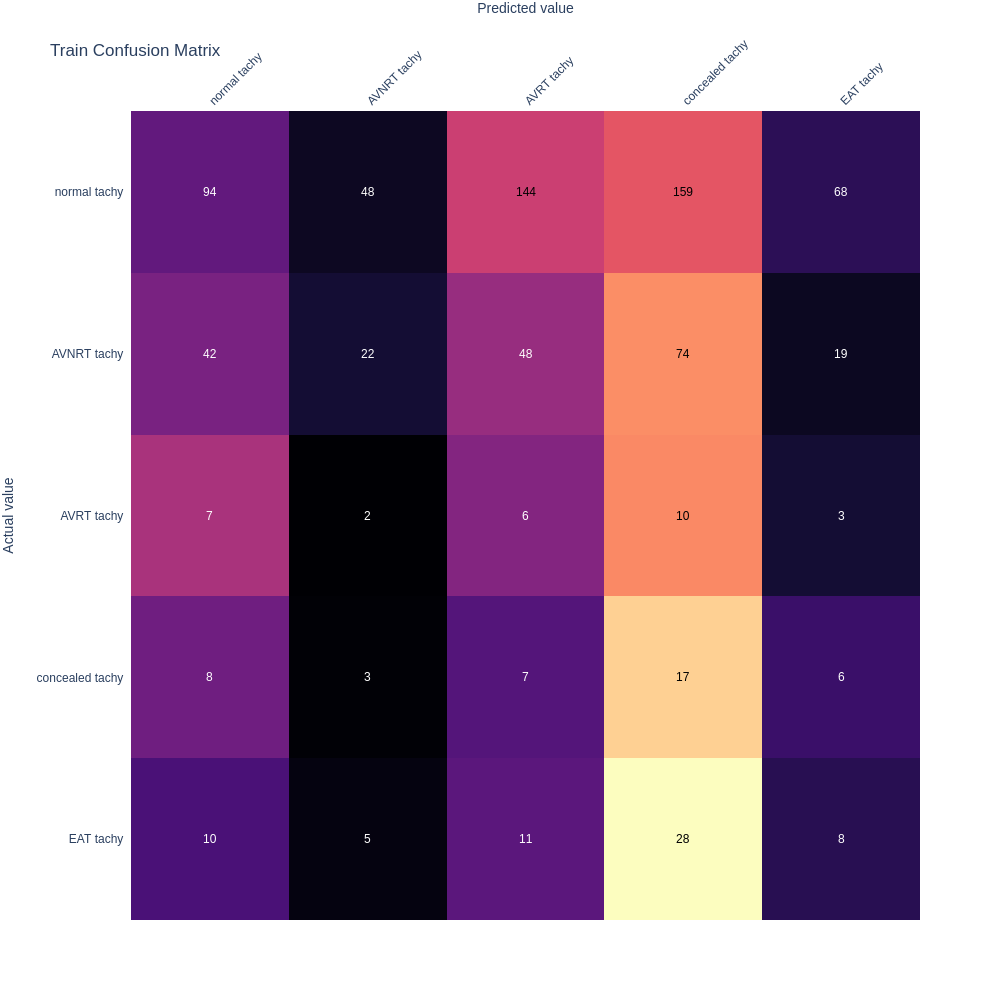 Predicted value
Train Confusion Matrix
normal tachy AVNRT tachy AVRT tachy concealed tachy EAT tachy
Actual value
normal tachy 94 48 144 159 68
AVNRT tachy 42 22 48 74 19
AVRT tachy 7 2 6 10 3
concealed tachy 8 3 7 17 6
EAT tachy 10 5 11 28 8